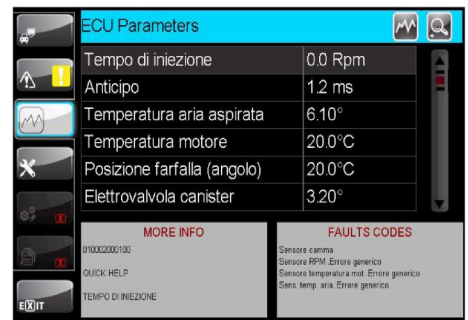 ECU Parameters
Tempo di iniezione 0.0 Rpm
Anticipo 1.2 ms
Temperatura aria aspirata 6.10°
Temperatura motore 20.0°C
Posizione farfalla (angolo) 20.0°C
Elettrovalvola canister 3.20°
MORE INFO
010002000100
QUICK HELP
TEMPO DI INIEZIONE
FAULTS CODES
Sensore camma
Sensore RPM .Errore generico
Sensore temperatura mot. Errore generico
Sens. temp. aria. Errore generico
EXIT